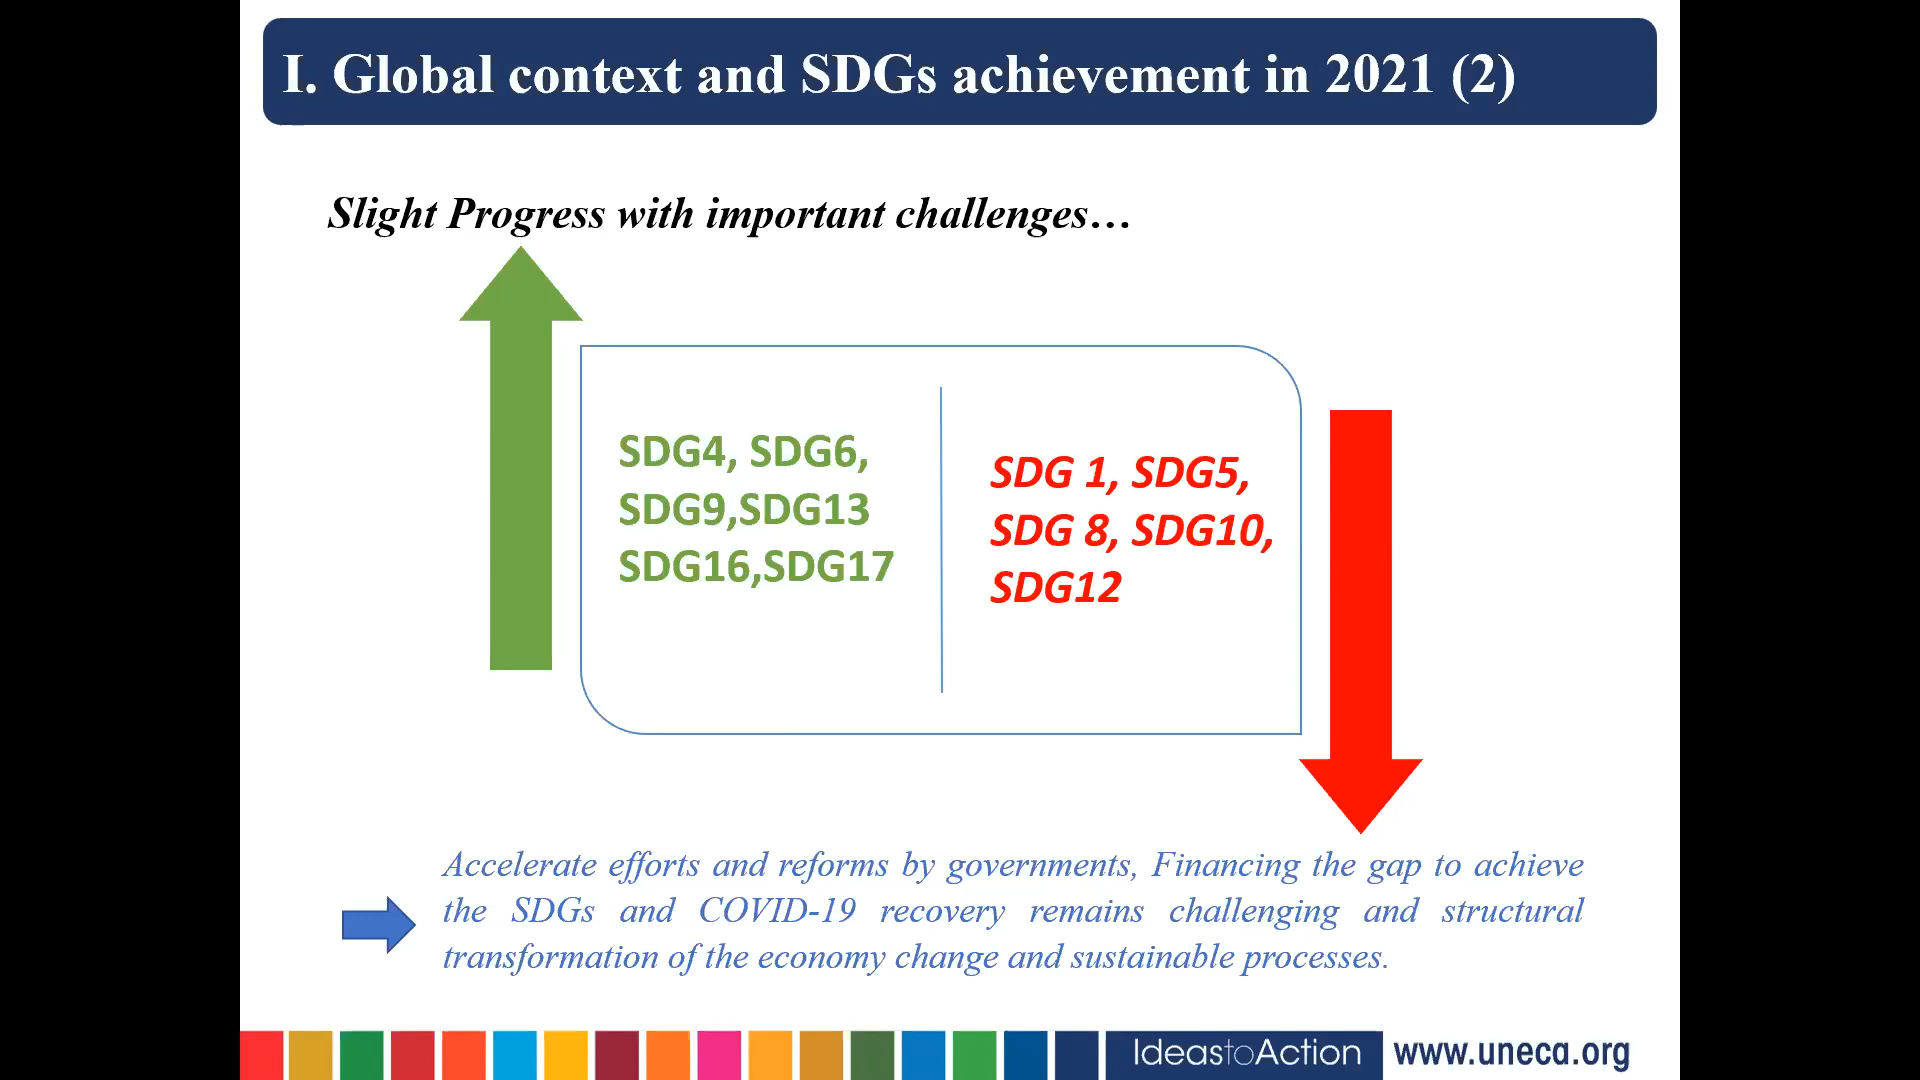 I. Global context and SDGs achievement in 2021 (2)
Slight Progress with important challenges…
SDG4, SDG6,
SDG9,SDG13
SDG16,SDG17
SDG 1, SDG5,
SDG 8, SDG10,
SDG12
Accelerate efforts and reforms by governments, Financing the gap to achieve
the SDGs and COVID-19 recovery remains challenging and structural
transformation of the economy change and sustainable processes.
IdeastoAction
www.uneca.org